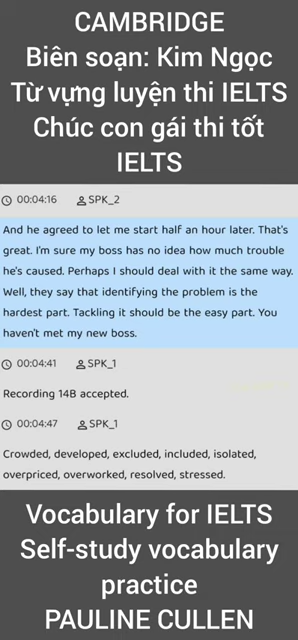 CAMBRIDGE
Biên soạn: Kim Ngọc
Từ vựng luyện thi IELTS
Chúc con gái thi tốt
IELTS
00:04:16 SPK_2
And he agreed to let me start half an hour later. That's
great. I'm sure my boss has no idea how much trouble
he's caused. Perhaps I should deal with it the same way.
Well, they say that identifying the problem is the
hardest part. Tackling it should be the easy part. You
haven't met my new boss.
00:04:41 SPK_1
Recording 14B accepted.
00:04:47 SPK_1
Crowded, developed, excluded, included, isolated,
overpriced, overworked, resolved, stressed.
Vocabulary for IELTS
Self-study vocabulary
practice
PAULINE CULLEN